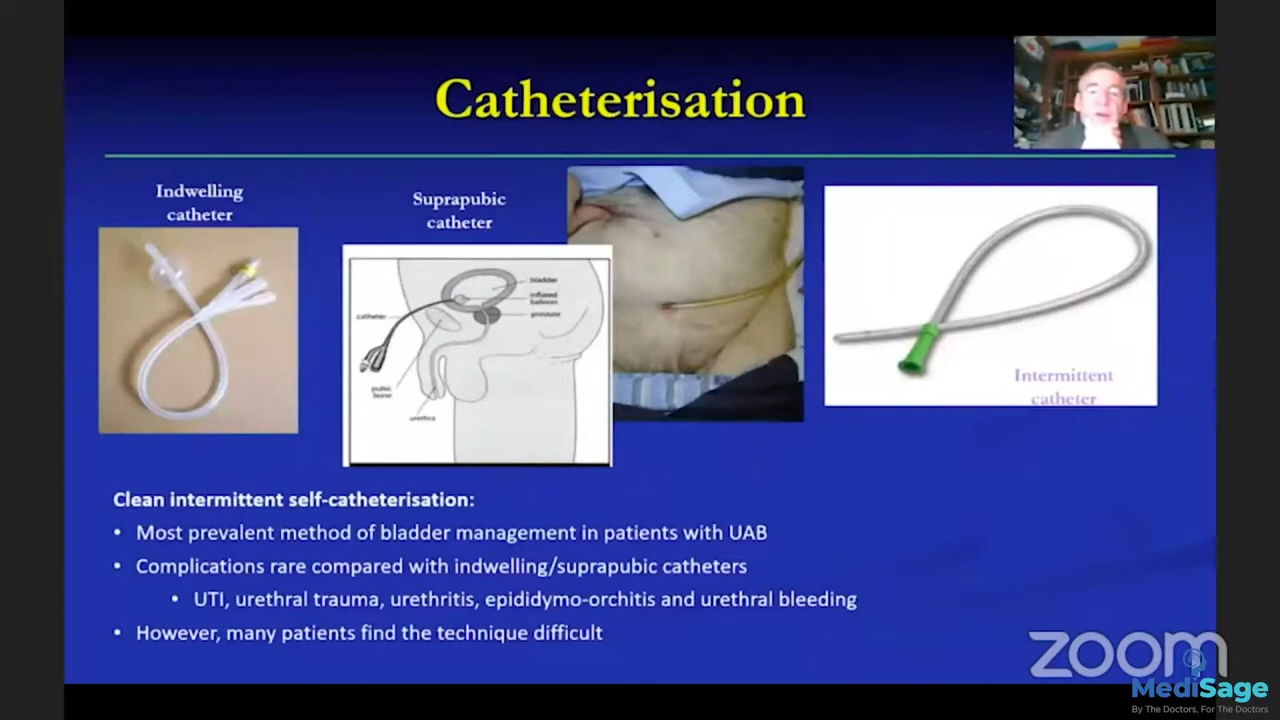 Catheterisation
Indwelling
catheter
Suprapubic
catheter
bladder
inflated
balloon
prostate
catheter
pubic
bone
urethra
Intermittent
catheter
Clean intermittent self-catheterisation:
• Most prevalent method of bladder management in patients with UAB
• Complications rare compared with indwelling/suprapubic catheters
• UTI, urethral trauma, urethritis, epididymo-orchitis and urethral bleeding
• However, many patients find the technique difficult
zoom
MediSage
By The Doctors, For The Doctors